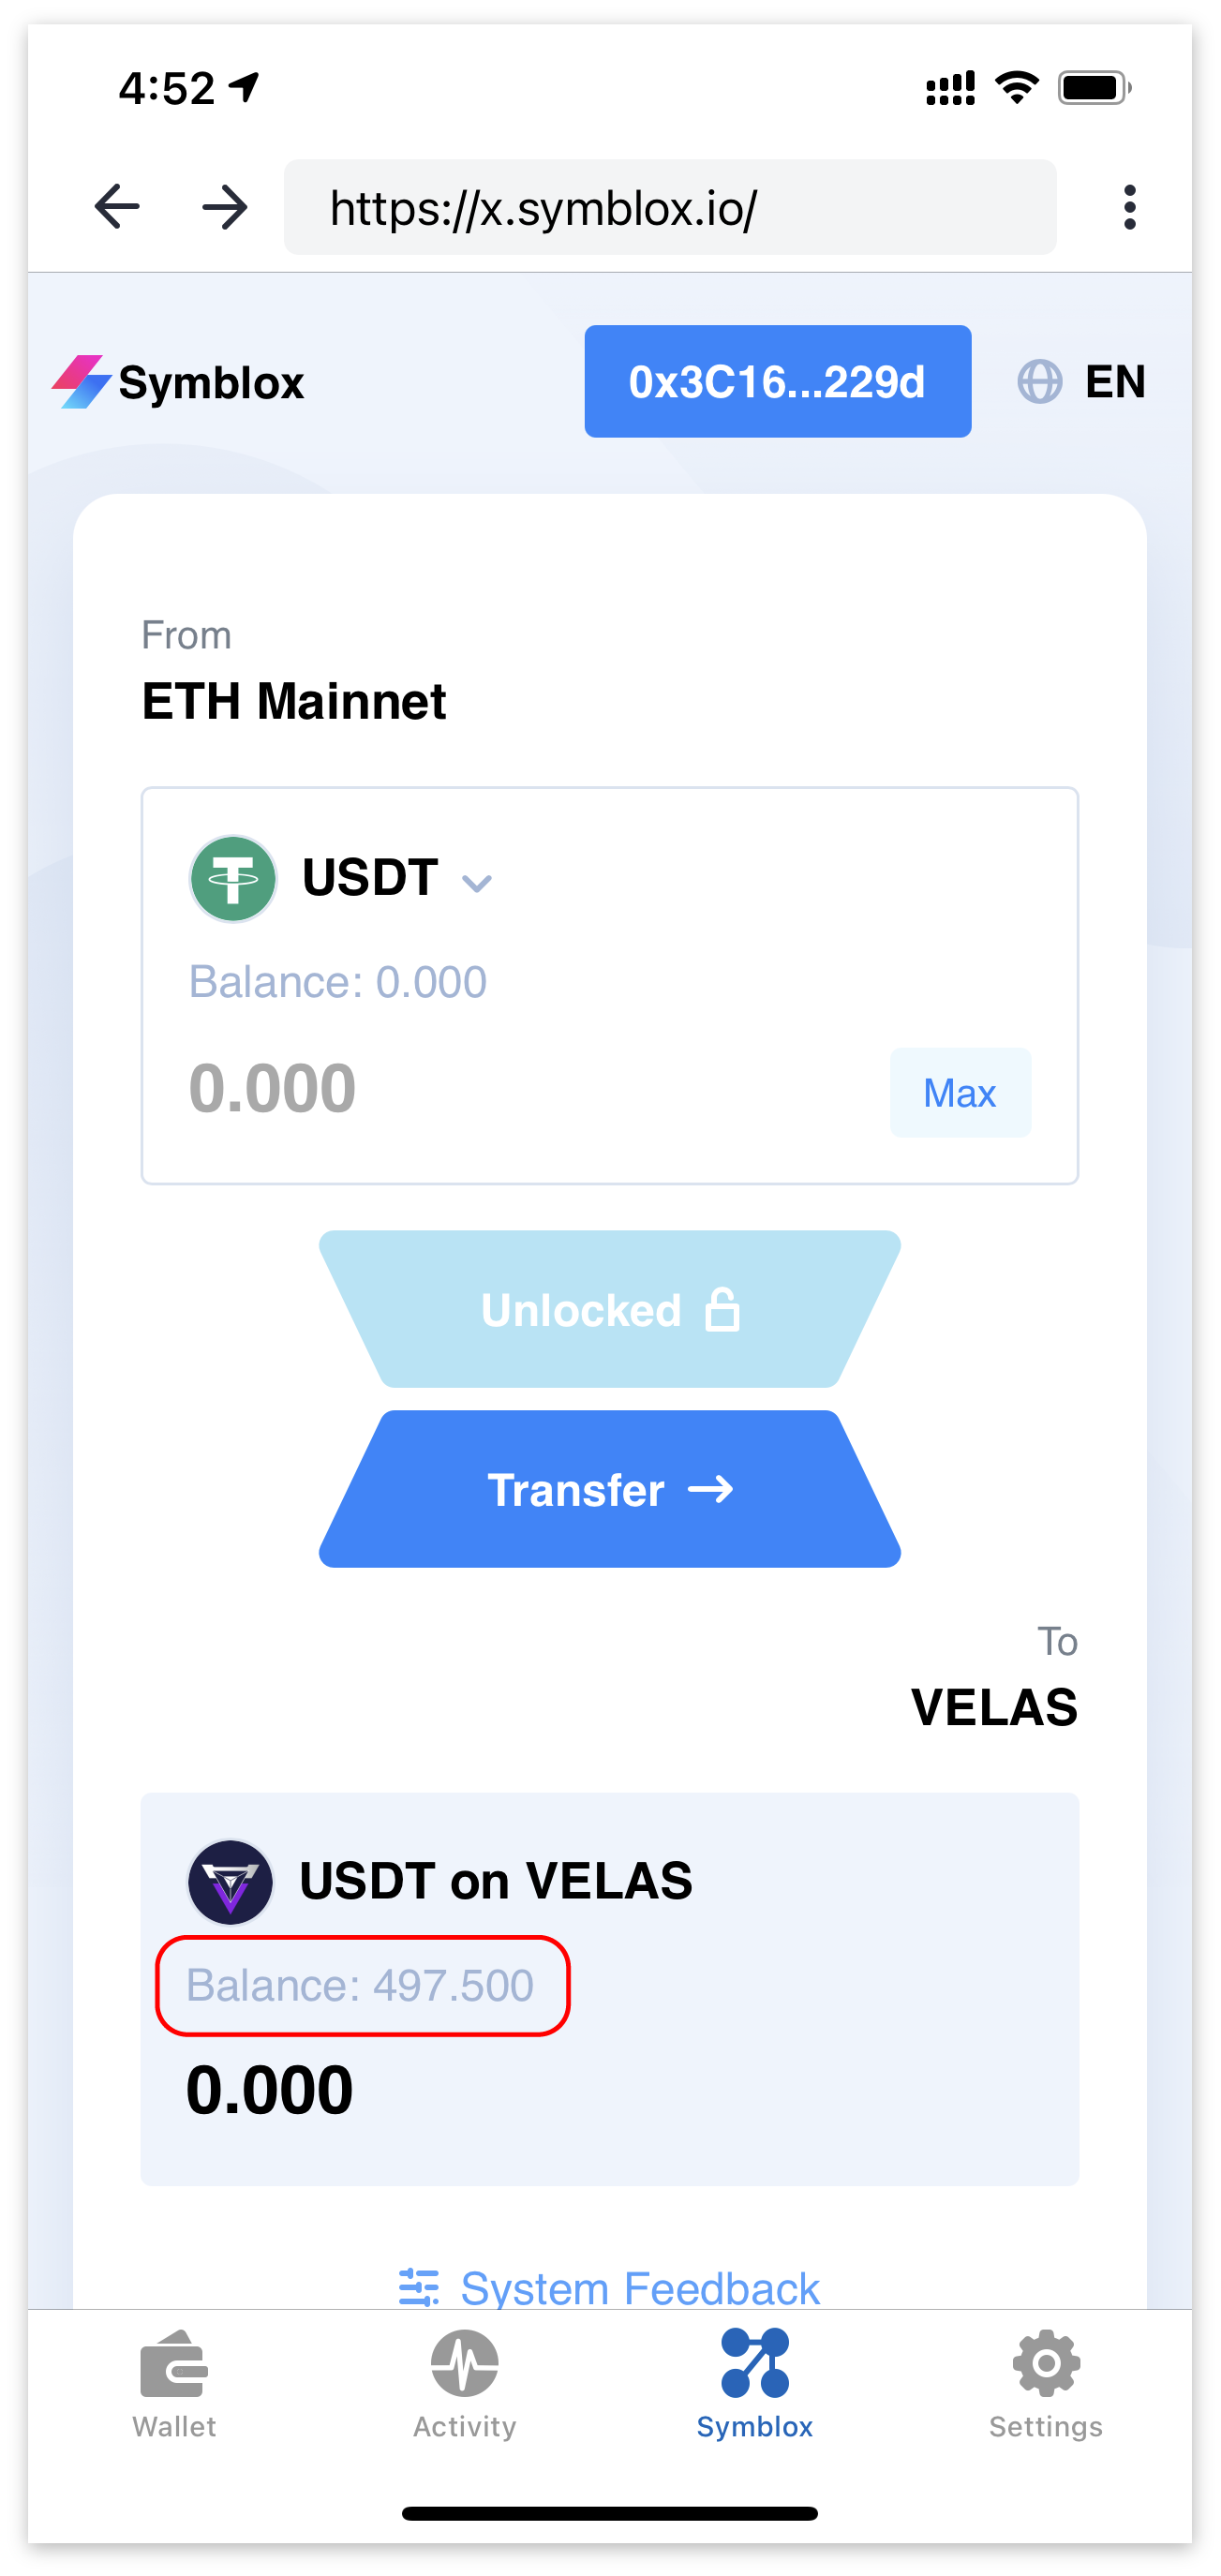 4:52
https://x.symblox.io/
Symblox
0x3C16...229d
EN
From
ETH Mainnet
USDT
Balance: 0.000
0.000
Max
Unlocked
Transfer →
To
VELAS
USDT on VELAS
Balance: 497.500
0.000
System Feedback
Wallet
Activity
Symblox
Settings